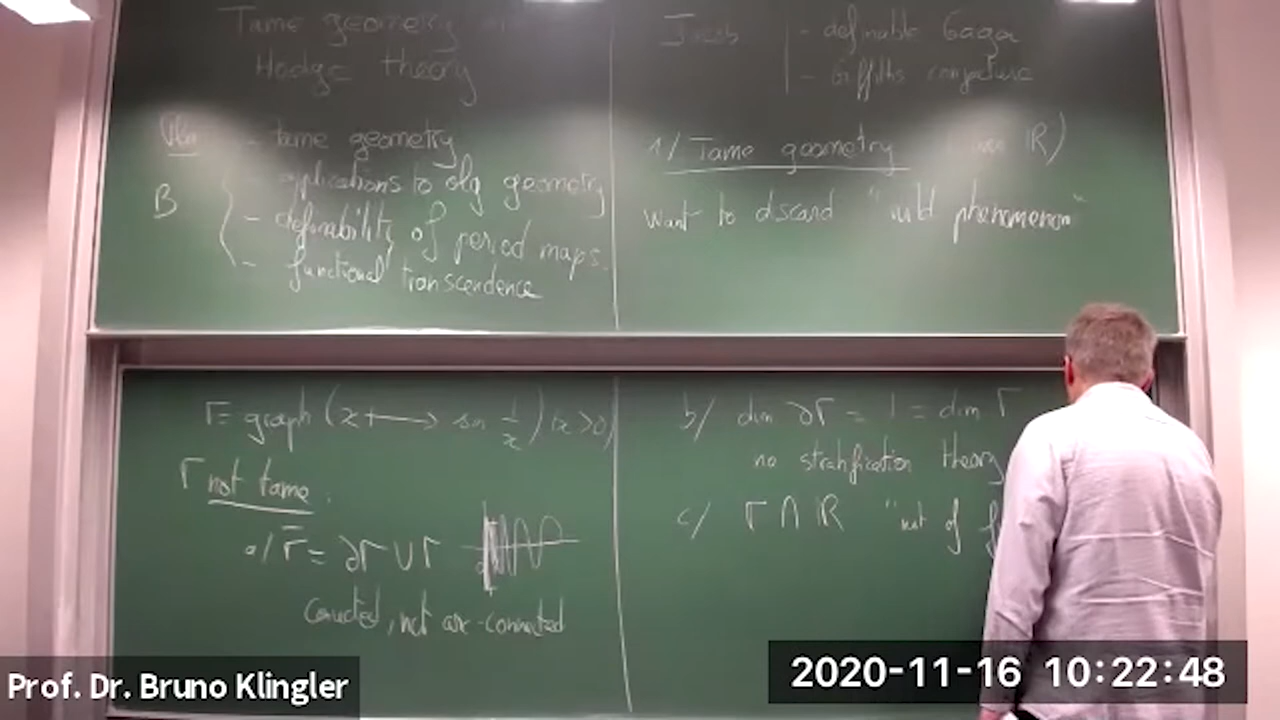 Tame geometry
Hodge theory
- tame geometry
applications to alg geometry
B
- definability of period maps.
- functional transcendence
Jacob - definable Gaga
- Griffiths conjecture
1/ Tame geometry (over ℝ)
want to discard "wild phenomenon"
Γ = graph (x ⟼ sin 1/x) x>0
Γ not tame.
a/ Γ̄ = ∂Γ ∪ Γ
connected, not arc-connected
b/ dim ∂Γ = 1 = dim Γ
no stratification theory
c/ Γ ∩ ℝ "not of
Prof. Dr. Bruno Klingler
2020-11-16 10:22:48